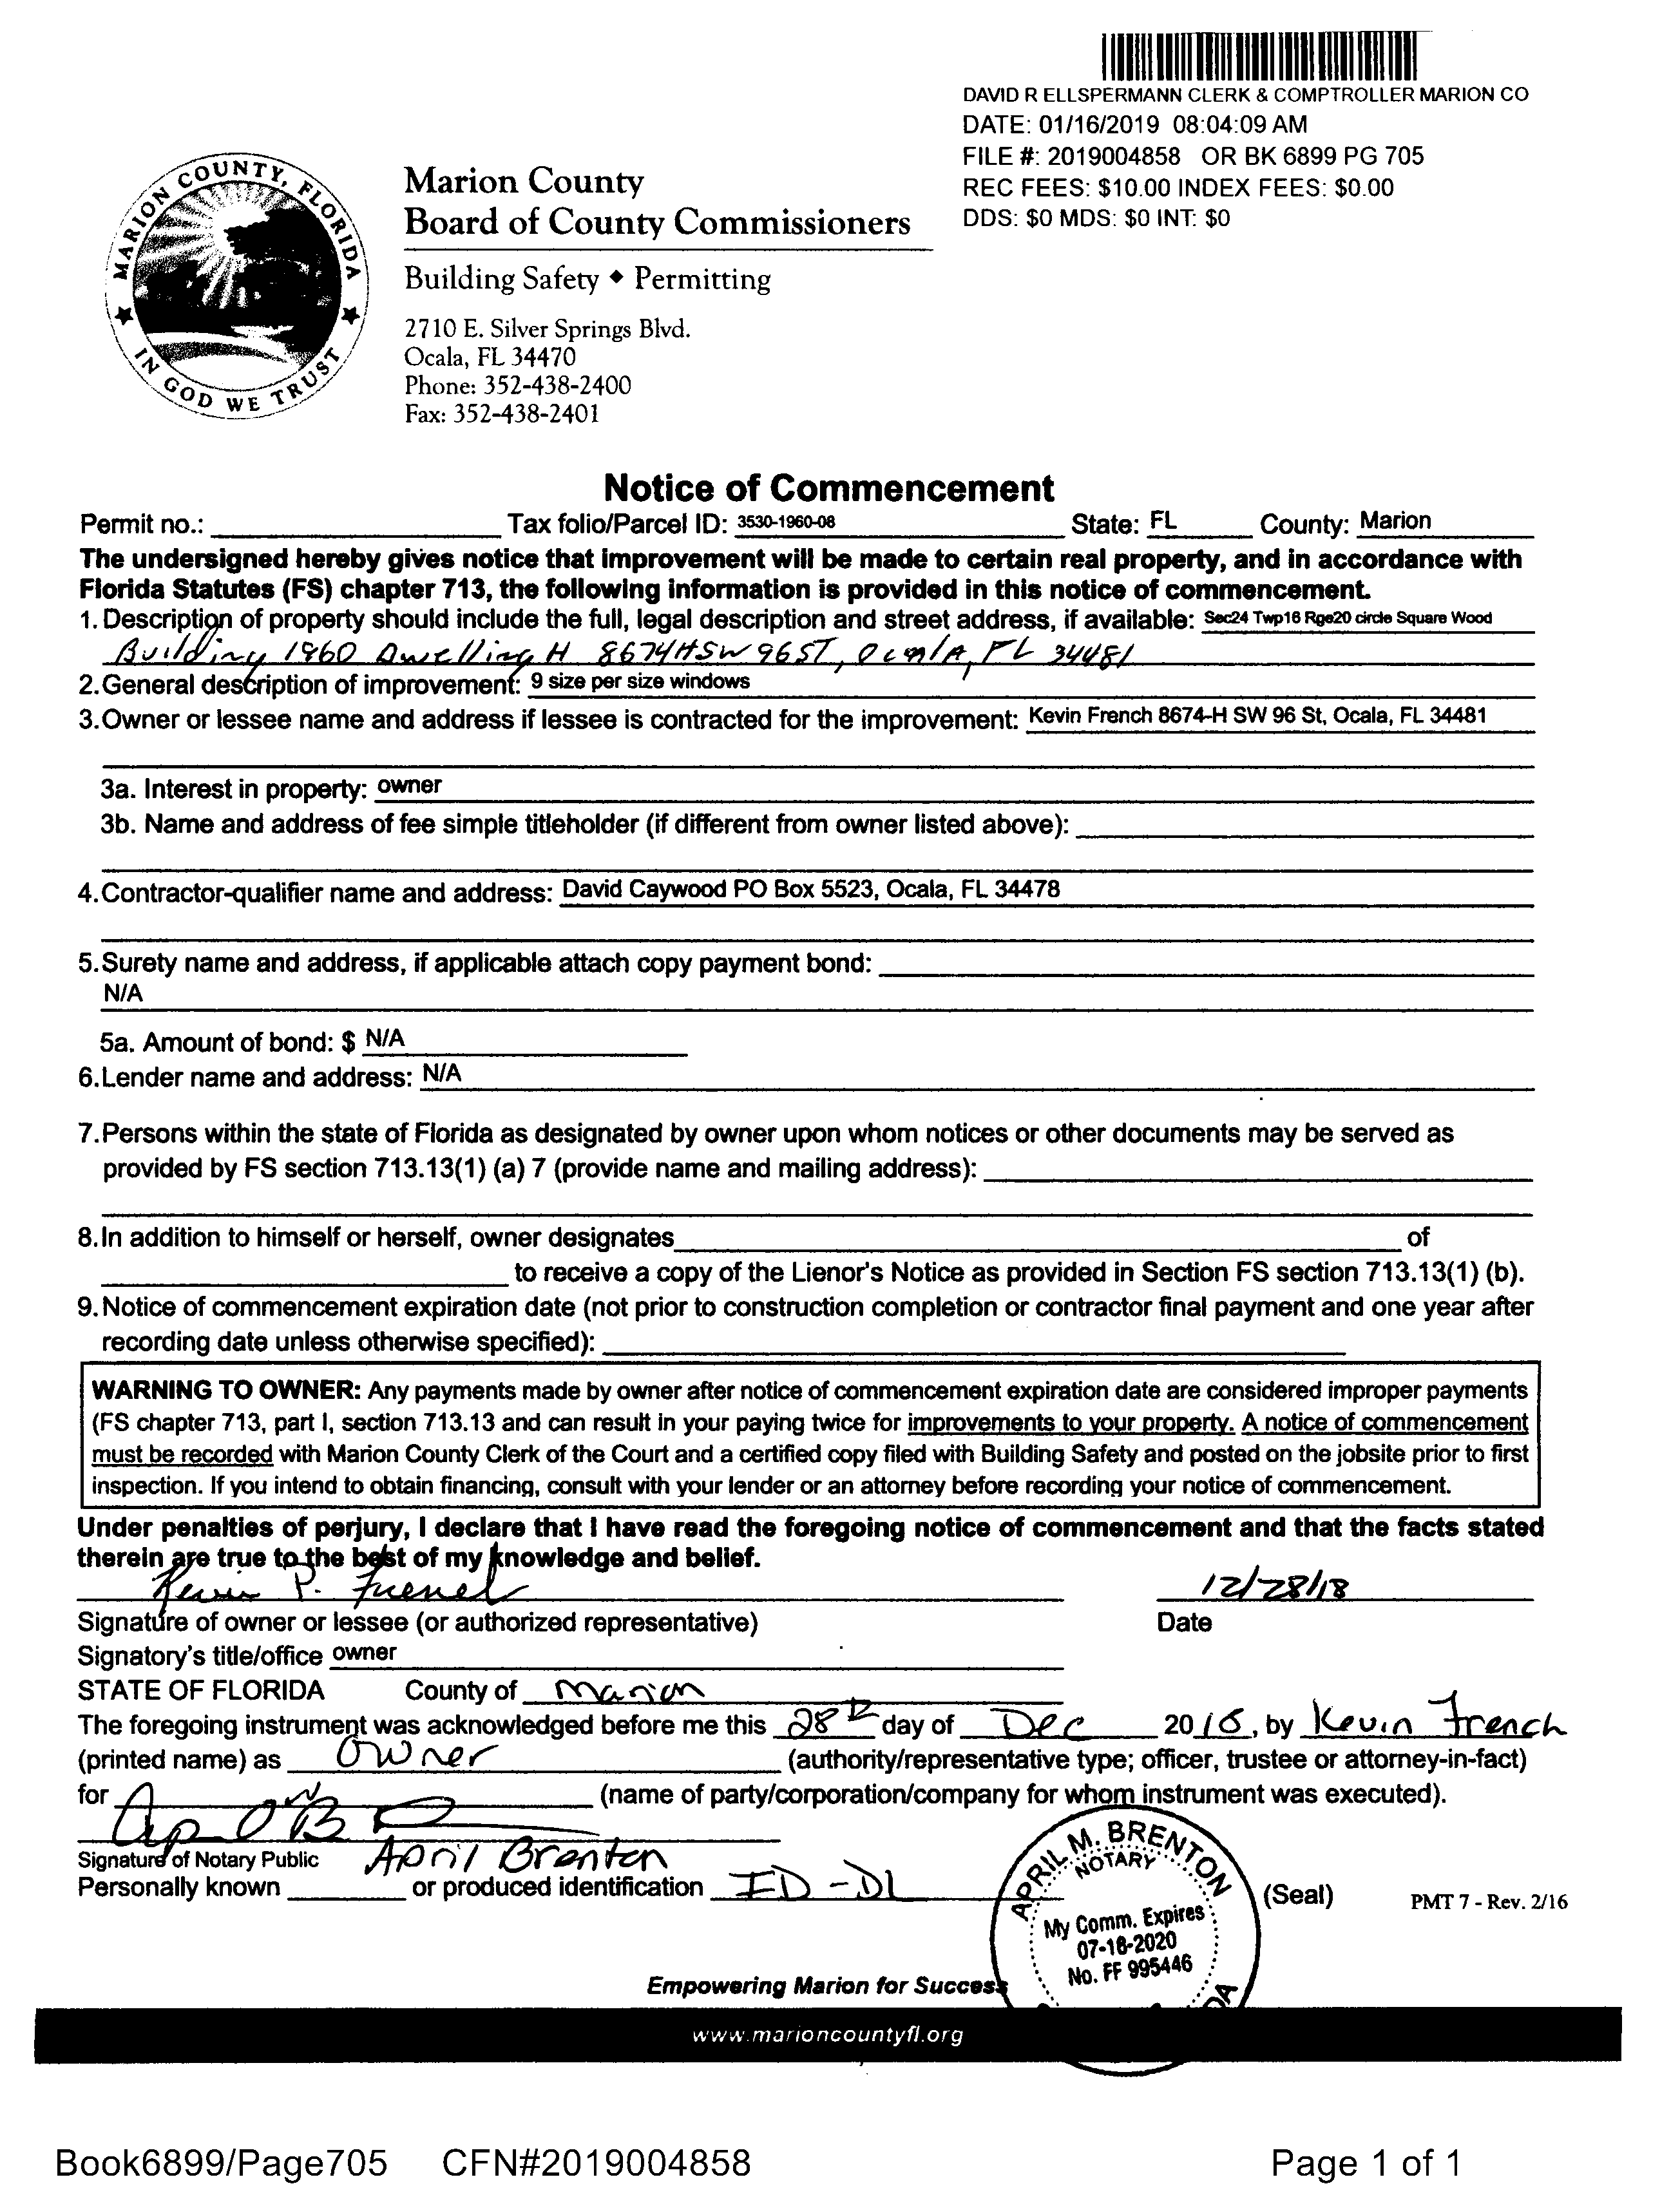 DAVID R ELLSPERMANN CLERK & COMPTROLLER MARION CO
DATE: 01/16/2019 08:04:09 AM
FILE #: 2019004858 OR BK 6899 PG 705
REC FEES: $10.00 INDEX FEES: $0.00
DDS: $0 MDS: $0 INT: $0
MARION COUNTY, FLORIDA
IN GOD WE TRUST
Marion County
Board of County Commissioners
Building Safety ♦ Permitting
2710 E. Silver Springs Blvd.
Ocala, FL 34470
Phone: 352-438-2400
Fax: 352-438-2401
Notice of Commencement
Permit no.: Tax folio/Parcel ID: 3530-1960-08 State: FL County: Marion
The undersigned hereby gives notice that improvement will be made to certain real property, and in accordance with
Florida Statutes (FS) chapter 713, the following information is provided in this notice of commencement.
1. Description of property should include the full, legal description and street address, if available: Sec24 Twp16 Rge20 circle Square Wood
Building 1960 Dwelling H 8674HSW 96ST, Ocala, FL 34481
2. General description of improvement: 9 size per size windows
3. Owner or lessee name and address if lessee is contracted for the improvement: Kevin French 8674-H SW 96 St, Ocala, FL 34481
3a. Interest in property: owner
3b. Name and address of fee simple titleholder (if different from owner listed above):
4. Contractor-qualifier name and address: David Caywood PO Box 5523, Ocala, FL 34478
5. Surety name and address, if applicable attach copy payment bond:
N/A
5a. Amount of bond: $ N/A
6. Lender name and address: N/A
7. Persons within the state of Florida as designated by owner upon whom notices or other documents may be served as
provided by FS section 713.13(1) (a) 7 (provide name and mailing address):
8. In addition to himself or herself, owner designates of
to receive a copy of the Lienor's Notice as provided in Section FS section 713.13(1) (b).
9. Notice of commencement expiration date (not prior to construction completion or contractor final payment and one year after
recording date unless otherwise specified):
WARNING TO OWNER: Any payments made by owner after notice of commencement expiration date are considered improper payments
(FS chapter 713, part I, section 713.13 and can result in your paying twice for improvements to your property. A notice of commencement
must be recorded with Marion County Clerk of the Court and a certified copy filed with Building Safety and posted on the jobsite prior to first
inspection. If you intend to obtain financing, consult with your lender or an attorney before recording your notice of commencement.
Under penalties of perjury, I declare that I have read the foregoing notice of commencement and that the facts stated
therein are true to the best of my knowledge and belief.
Kevin P. French 12/28/18
Signature of owner or lessee (or authorized representative) Date
Signatory's title/office owner
STATE OF FLORIDA County of Marion
The foregoing instrument was acknowledged before me this 28th day of Dec 2018, by Kevin French
(printed name) as Owner (authority/representative type; officer, trustee or attorney-in-fact)
for (name of party/corporation/company for whom instrument was executed).
Signature of Notary Public April Brenton
Personally known or produced identification ID-DL (Seal) PMT 7 - Rev. 2/16
APRIL M. BRENTON
NOTARY
My Comm. Expires
07-18-2020
No. FF 995446
Empowering Marion for Success
www.marioncountyfl.org
Book6899/Page705 CFN#2019004858 Page 1 of 1